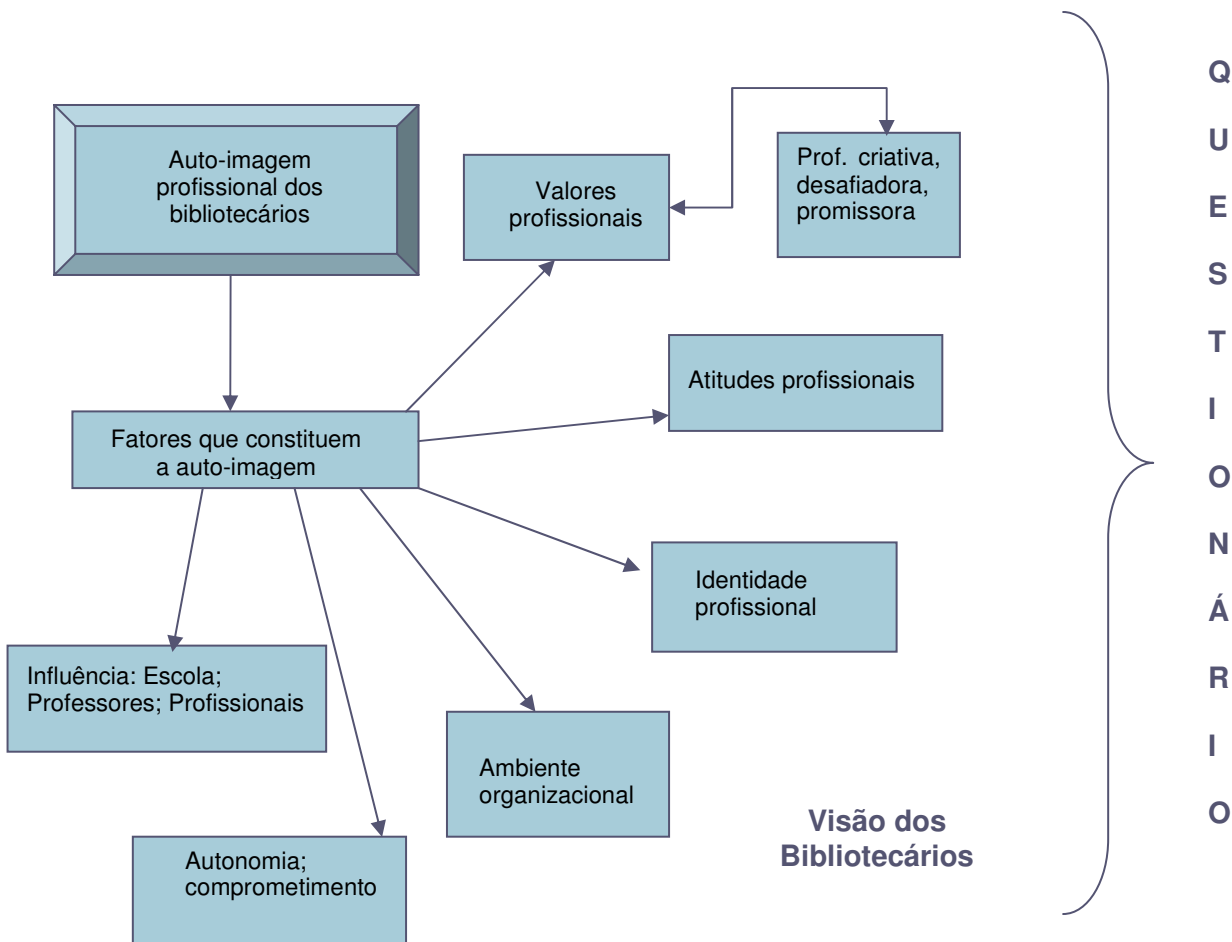 Auto-imagem
profissional dos
bibliotecários
Valores
profissionais
Prof. criativa,
desafiadora,
promissora
Atitudes profissionais
Fatores que constituem
a auto-imagem
Identidade
profissional
Influência: Escola;
Professores; Profissionais
Ambiente
organizacional
Autonomia;
comprometimento
Visão dos
Bibliotecários
Q
U
E
S
T
I
O
N
Á
R
I
O